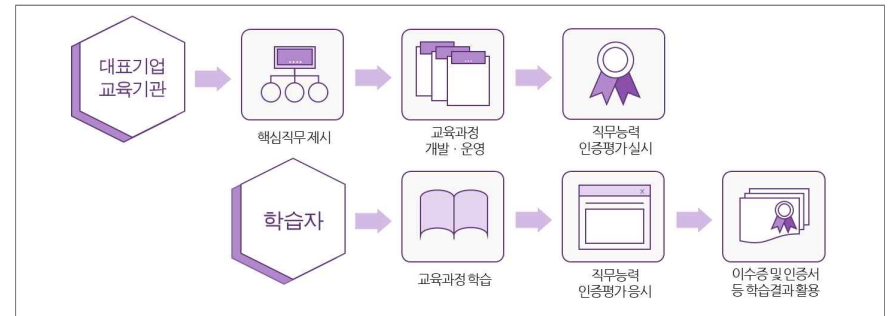 대표기업
교육기관
핵심직무 제시
교육과정
개발 · 운영
직무능력
인증평가 실시
학습자
교육과정 학습
직무능력
인증평가 응시
이수증 및 인증서
등 학습결과 활용